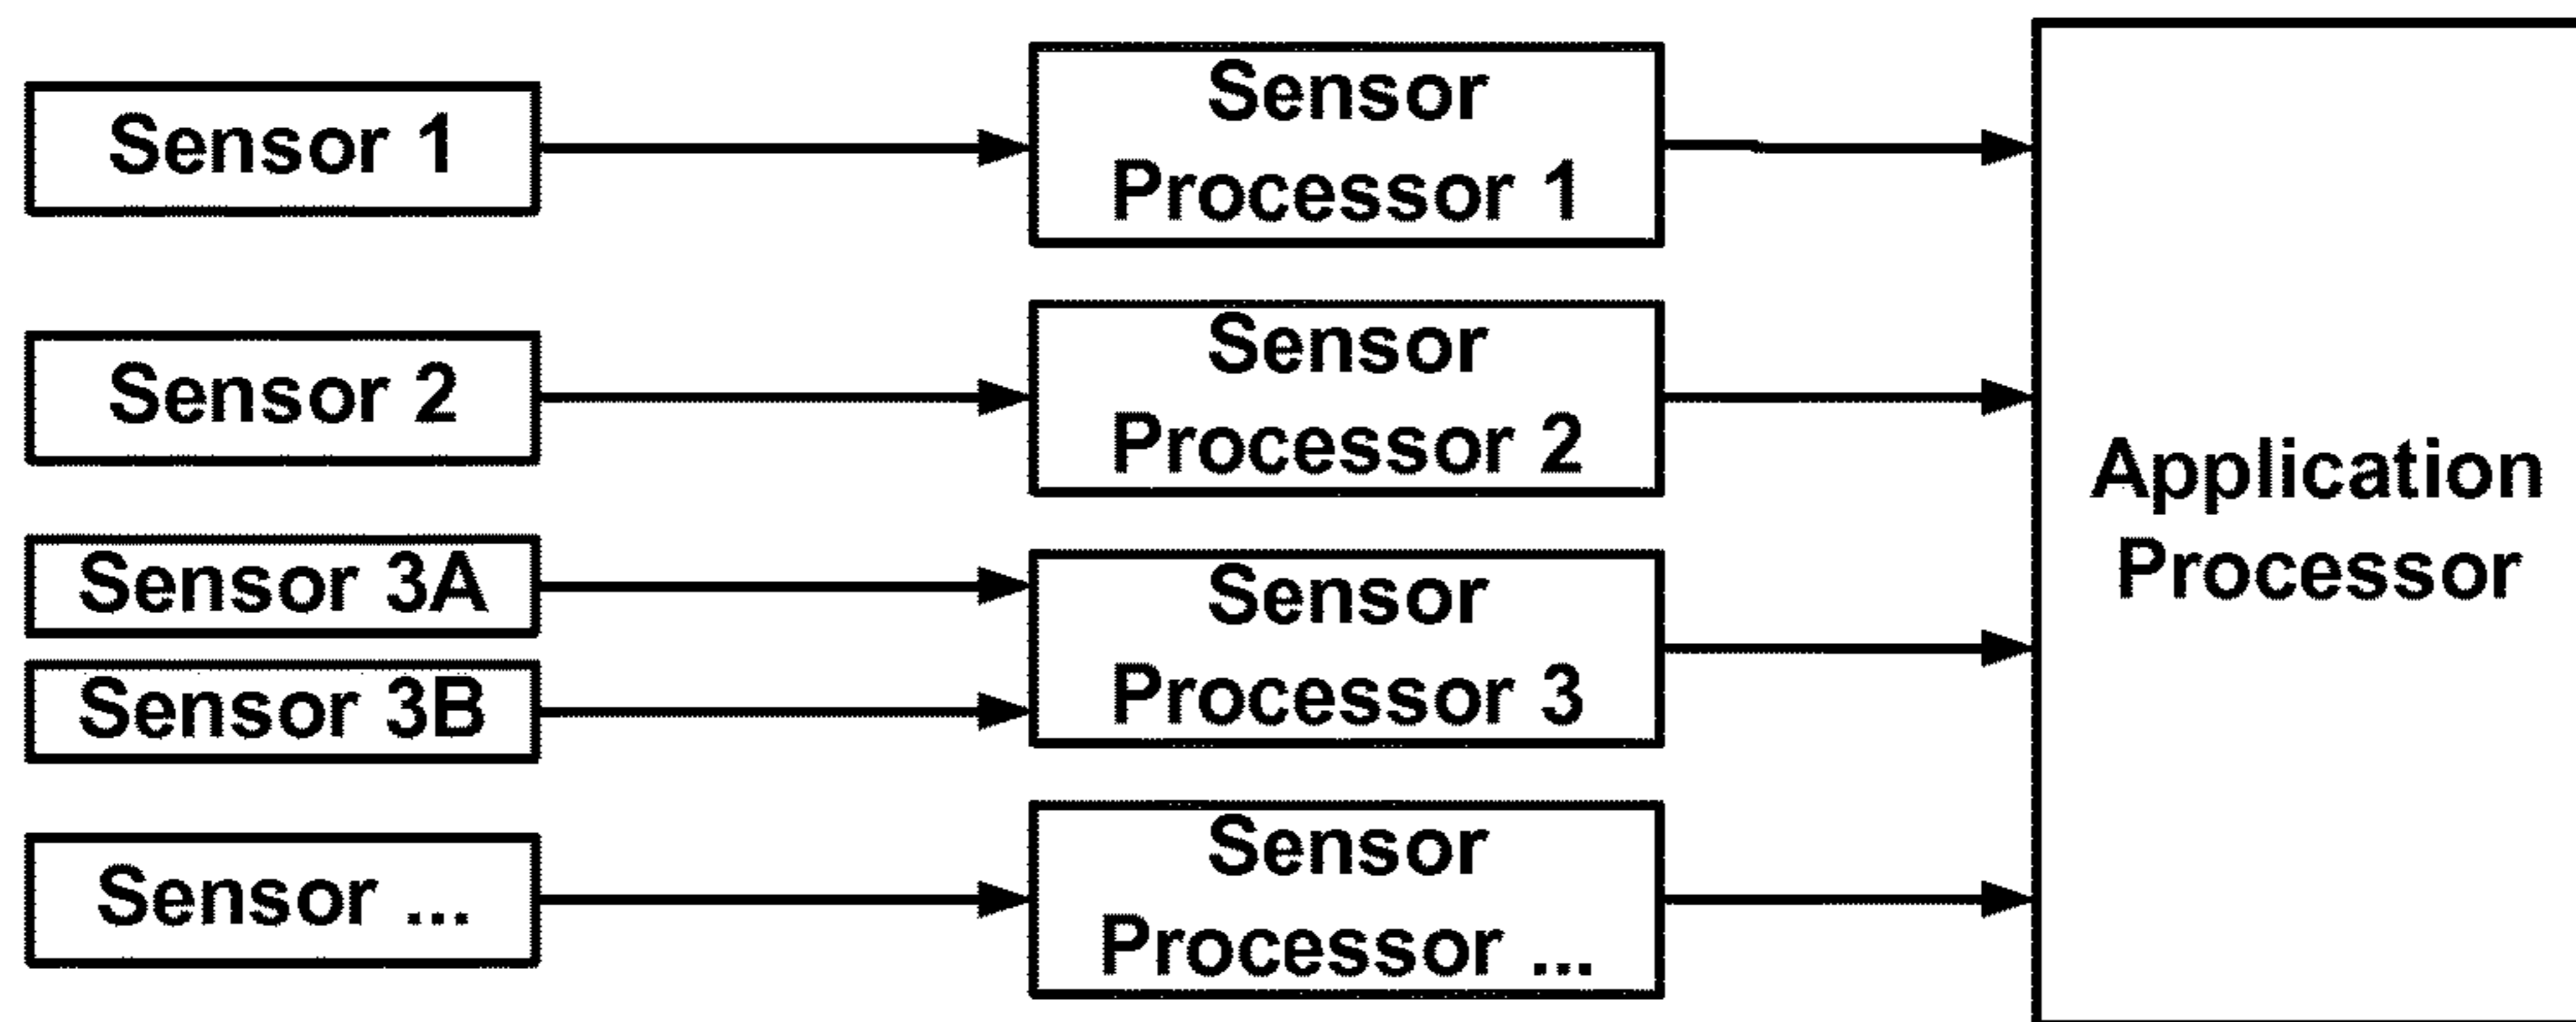 Sensor 1
Sensor
Processor 1
Sensor 2
Sensor
Processor 2
Sensor 3A
Sensor 3B
Sensor
Processor 3
Sensor ...
Sensor
Processor ...
Application
Processor